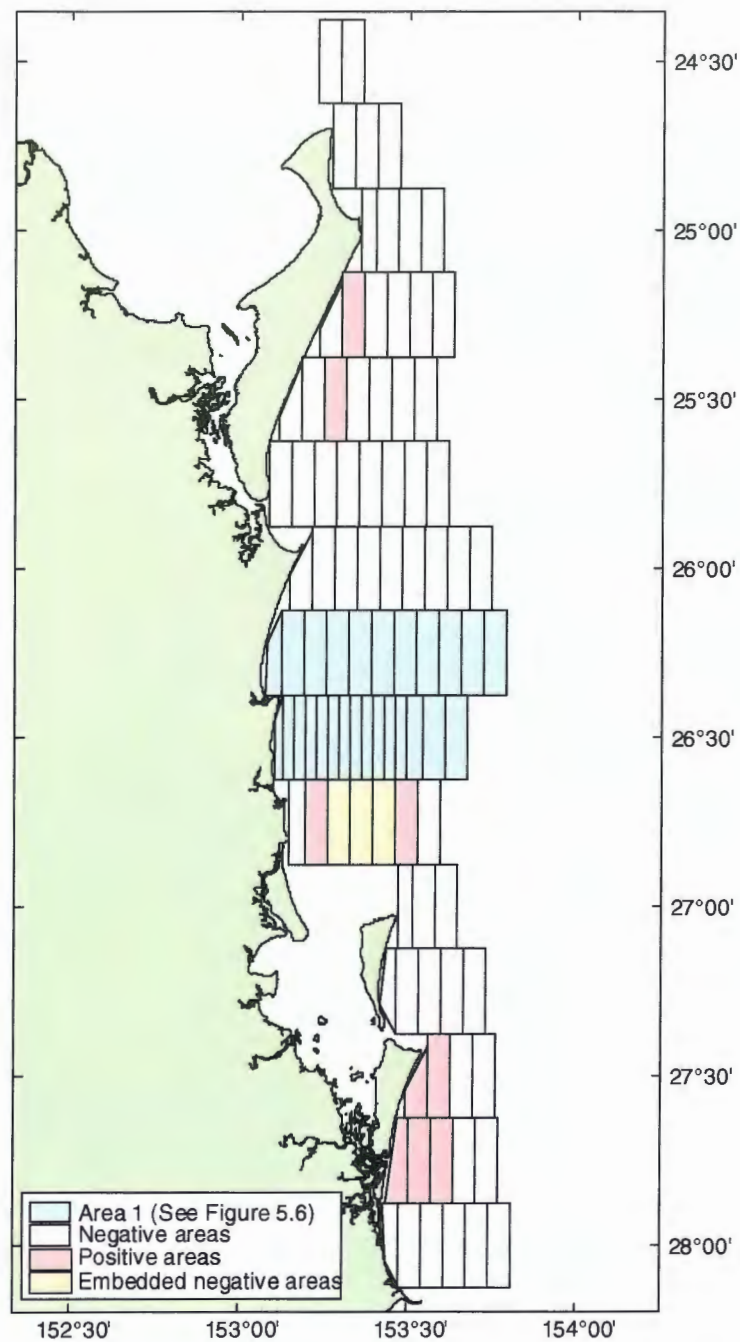 24°30'
25°00'
25°30'
26°00'
26°30'
27°00'
27°30'
28°00'
Area 1 (See Figure 5.6)
Negative areas
Positive areas
Embedded negative areas
152°30' 153°00' 153°30' 154°00'